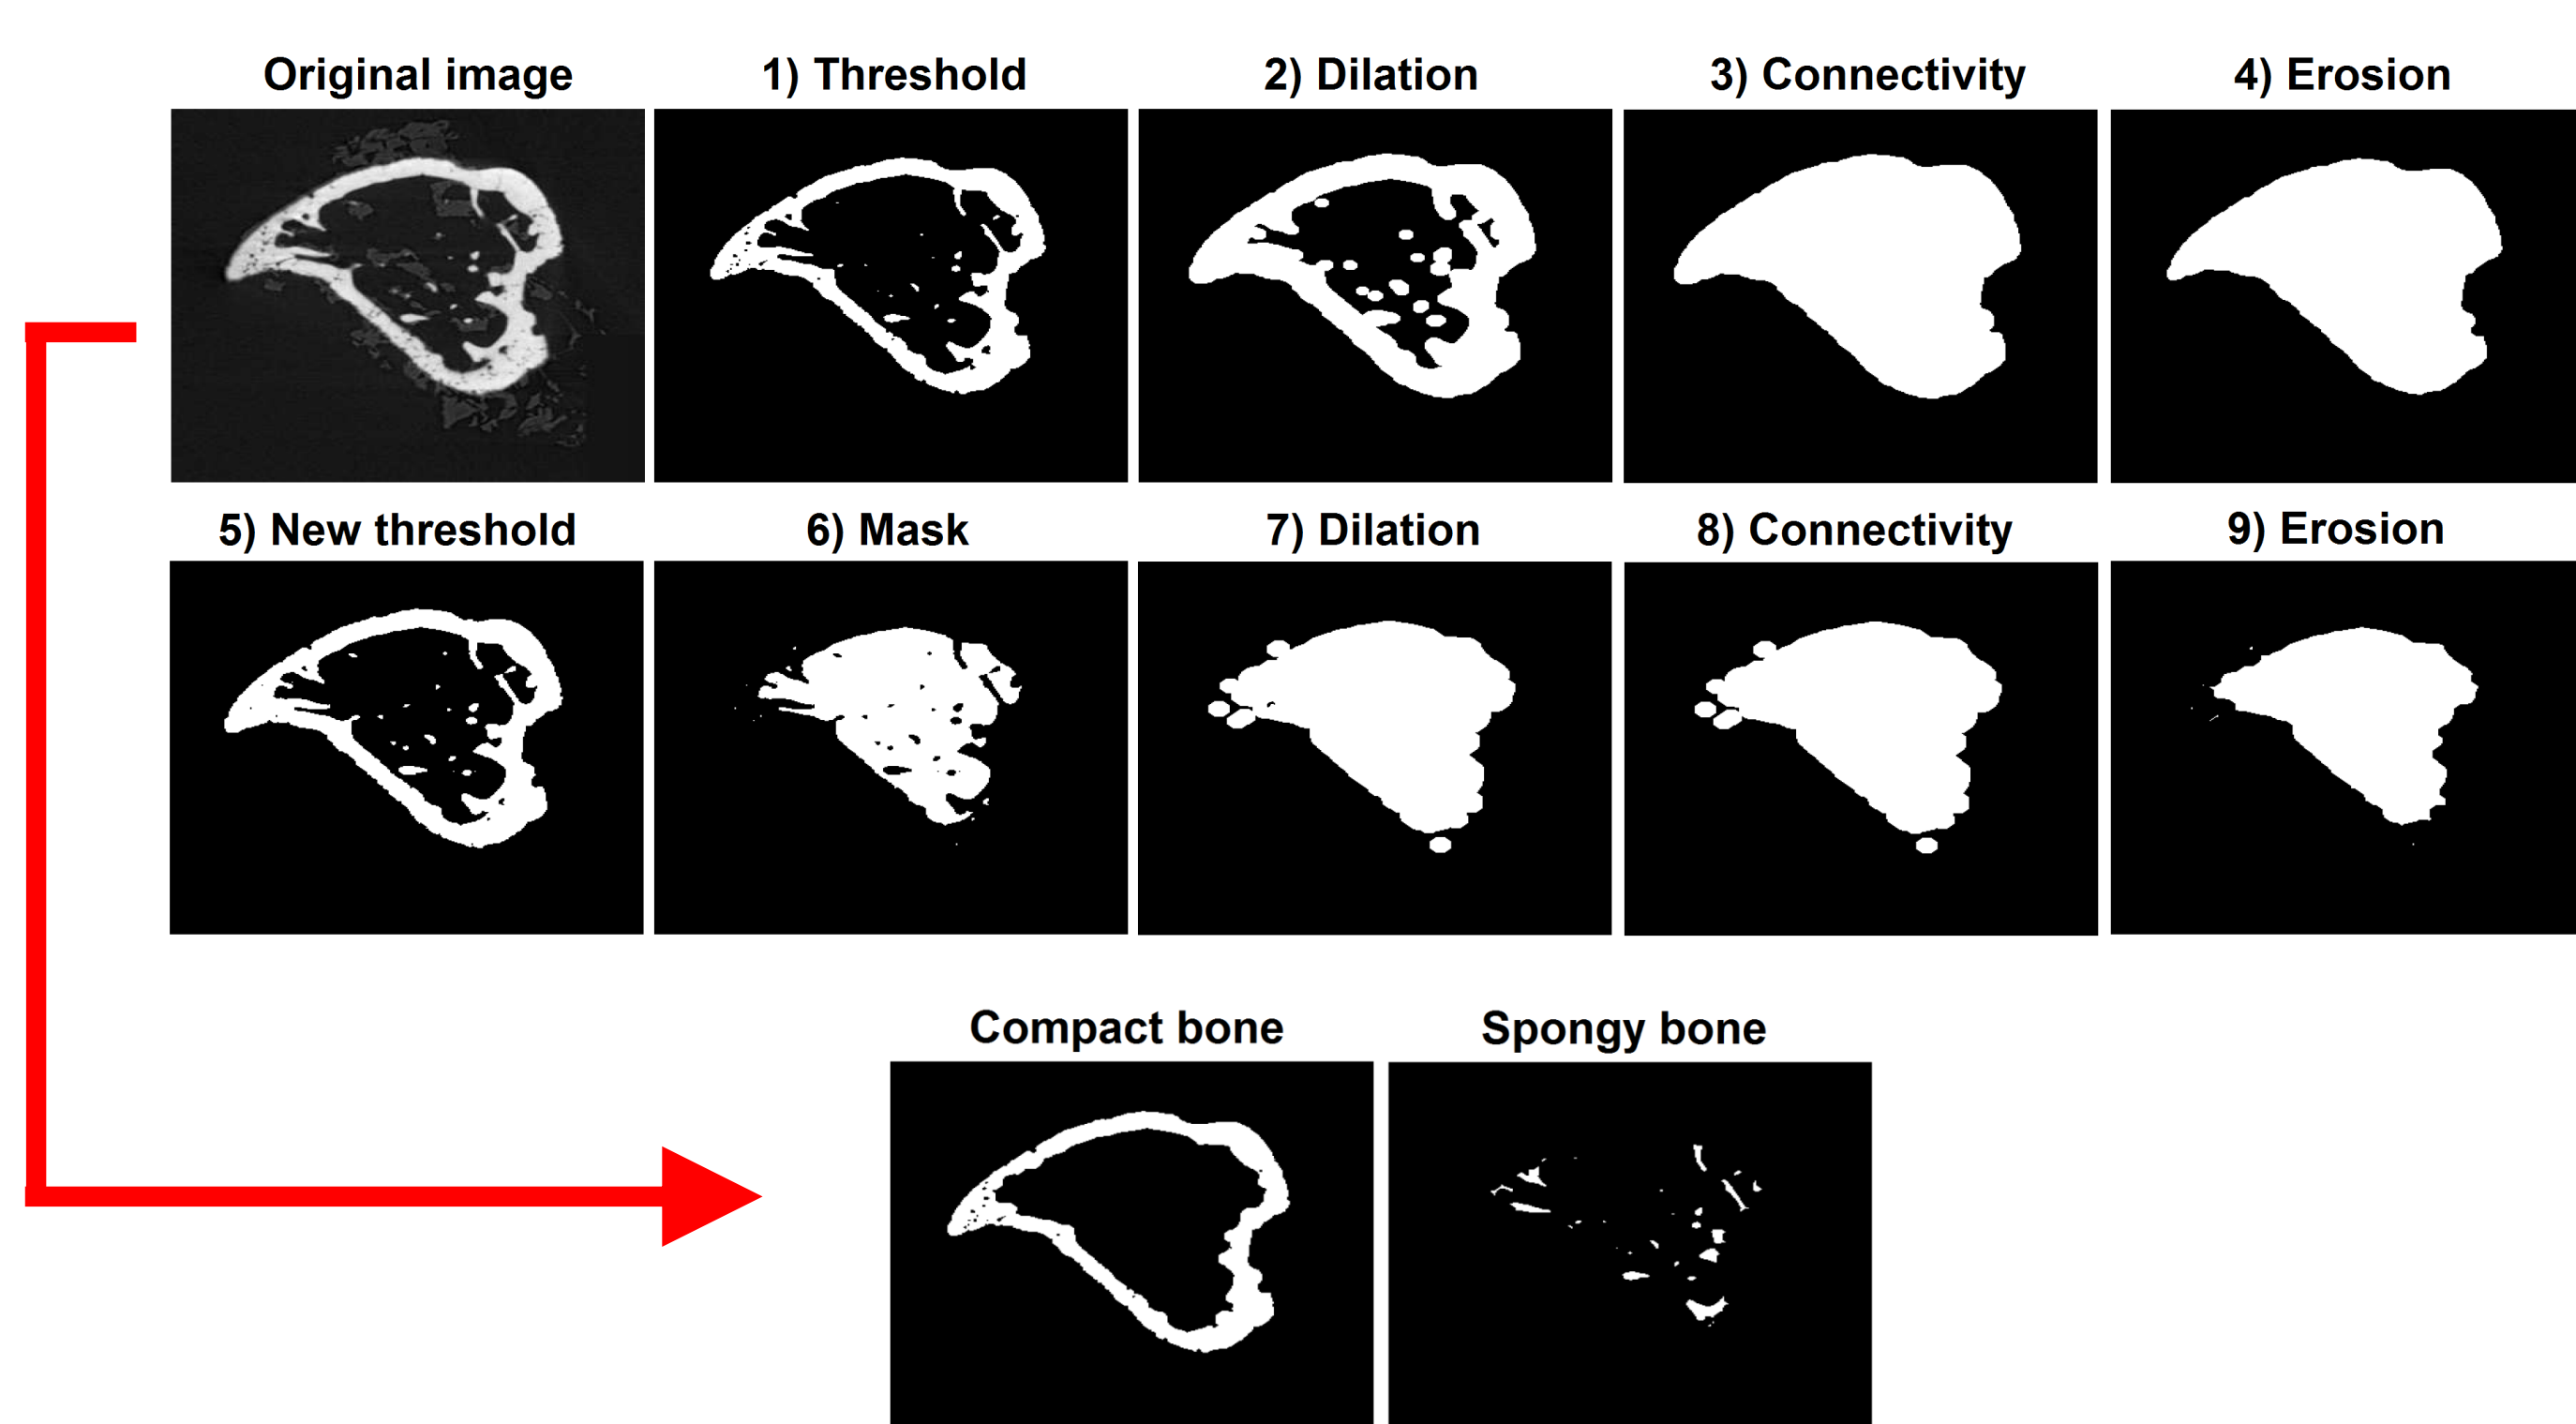 Original image
1) Threshold
2) Dilation
3) Connectivity
4) Erosion
5) New threshold
6) Mask
7) Dilation
8) Connectivity
9) Erosion
Compact bone
Spongy bone